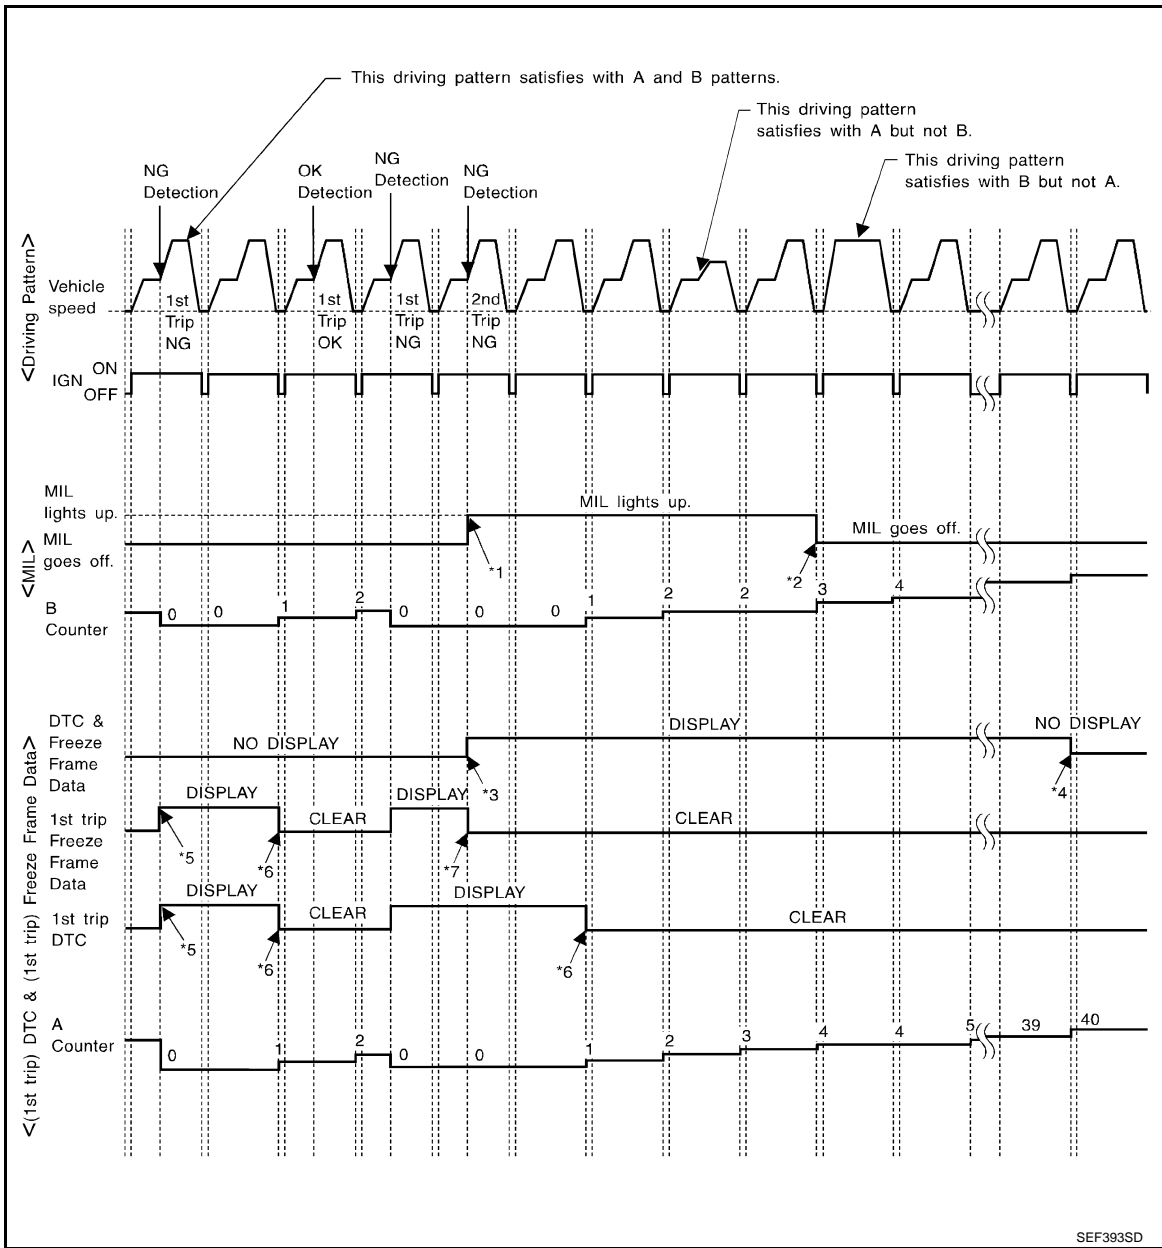 This driving pattern satisfies with A and B patterns.
This driving pattern
satisfies with A but not B.
This driving pattern
satisfies with B but not A.
NG
Detection
OK
Detection
NG
Detection
NG
Detection
<Driving Pattern>
Vehicle
speed
1st
Trip
NG
1st
Trip
OK
1st
Trip
NG
2nd
Trip
NG
IGN ON
OFF
<MIL>
MIL
lights up.
MIL lights up.
MIL
goes off.
MIL goes off.
*1
*2
B
Counter
0 0 1 2 0 0 0 1 2 2 3 4
<(1st trip) DTC & (1st trip) Freeze Frame Data>
DTC &
Freeze
Frame
Data
NO DISPLAY
DISPLAY
NO DISPLAY
*3
*4
1st trip
Freeze
Frame
Data
DISPLAY
CLEAR
DISPLAY
CLEAR
*5
*6
*7
1st trip
DTC
DISPLAY
CLEAR
DISPLAY
CLEAR
*5
*6
*6
A
Counter
0 1 2 0 0 1 2 3 4 4 5 39 40
SEF393SD